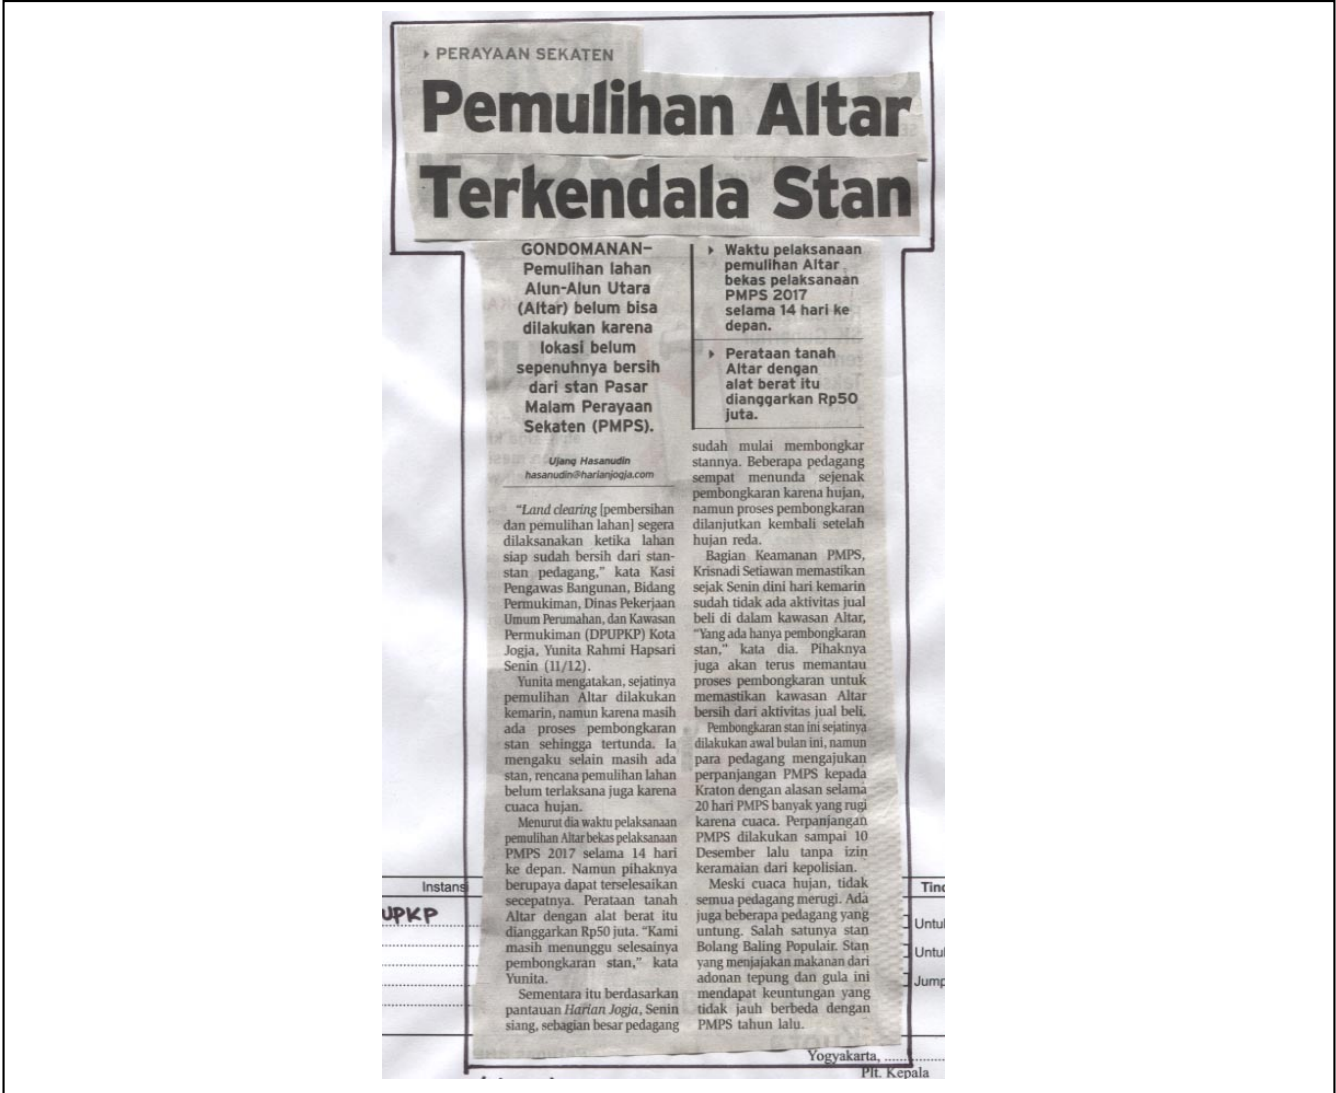 PERAYAAN SEKATEN
Pemulihan Altar
Terkendala Stan
GONDOMANAN–
Pemulihan lahan
Alun-Alun Utara
(Altar) belum bisa
dilakukan karena
lokasi belum
sepenuhnya bersih
dari stan Pasar
Malam Perayaan
Sekaten (PMPS).
Ujang Hasanudin
hasanudin@harianjogja.com
"Land clearing [pembersihan
dan pemulihan lahan] segera
dilaksanakan ketika lahan
siap sudah bersih dari stan-
stan pedagang," kata Kasi
Pengawas Bangunan, Bidang
Permukiman, Dinas Pekerjaan
Umum Perumahan, dan Kawasan
Permukiman (DPUPKP) Kota
Jogja, Yunita Rahmi Hapsari
Senin (11/12).
Yunita mengatakan, sejatinya
pemulihan Altar dilakukan
kemarin, namun karena masih
ada proses pembongkaran
stan sehingga tertunda. Ia
mengaku selain masih ada
stan, rencana pemulihan lahan
belum terlaksana juga karena
cuaca hujan.
Menurut dia waktu pelaksanaan
pemulihan Altar bekas pelaksanaan
PMPS 2017 selama 14 hari
ke depan. Namun pihaknya
berupaya dapat terselesaikan
secepatnya. Perataan tanah
Altar dengan alat berat itu
dianggarkan Rp50 juta. "Kami
masih menunggu selesainya
pembongkaran stan," kata
Yunita.
Sementara itu berdasarkan
pantauan Harian Jogja, Senin
siang, sebagian besar pedagang
Waktu pelaksanaan
pemulihan Altar
bekas pelaksanaan
PMPS 2017
selama 14 hari ke
depan.
Perataan tanah
Altar dengan
alat berat itu
dianggarkan Rp50
juta.
sudah mulai membongkar
stannya. Beberapa pedagang
sempat menunda sejenak
pembongkaran karena hujan,
namun proses pembongkaran
dilanjutkan kembali setelah
hujan reda.
Bagian Keamanan PMPS,
Krisnadi Setiawan memastikan
sejak Senin dini hari kemarin
sudah tidak ada aktivitas jual
beli di dalam kawasan Altar,
"Yang ada hanya pembongkaran
stan," kata dia. Pihaknya
juga akan terus memantau
proses pembongkaran untuk
memastikan kawasan Altar
bersih dari aktivitas jual beli.
Pembongkaran stan ini sejatinya
dilakukan awal bulan ini, namun
para pedagang mengajukan
perpanjangan PMPS kepada
Kraton dengan alasan selama
20 hari PMPS banyak yang rugi
karena cuaca. Perpanjangan
PMPS dilakukan sampai 10
Desember lalu tanpa izin
keramaian dari kepolisian.
Meski cuaca hujan, tidak
semua pedagang merugi. Ada
juga beberapa pedagang yang
untung. Salah satunya stan
Bolang Baling Populair. Stan
yang menjajakan makanan dari
adonan tepung dan gula ini
mendapat keuntungan yang
tidak jauh berbeda dengan
PMPS tahun lalu.
Instansi
UPKP
Tind
Untul
Untul
Jump
Yogyakarta, ..............
Plt. Kepala